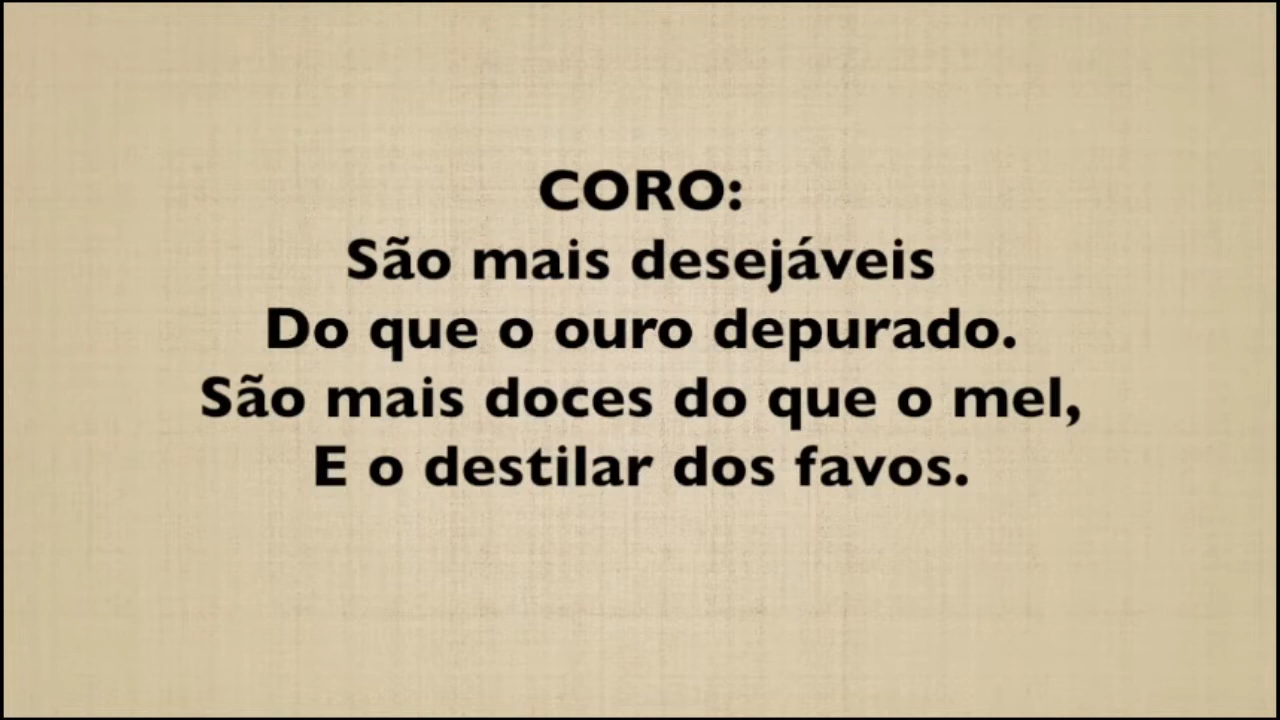 CORO:
São mais desejáveis
Do que o ouro depurado.
São mais doces do que o mel,
E o destilar dos favos.